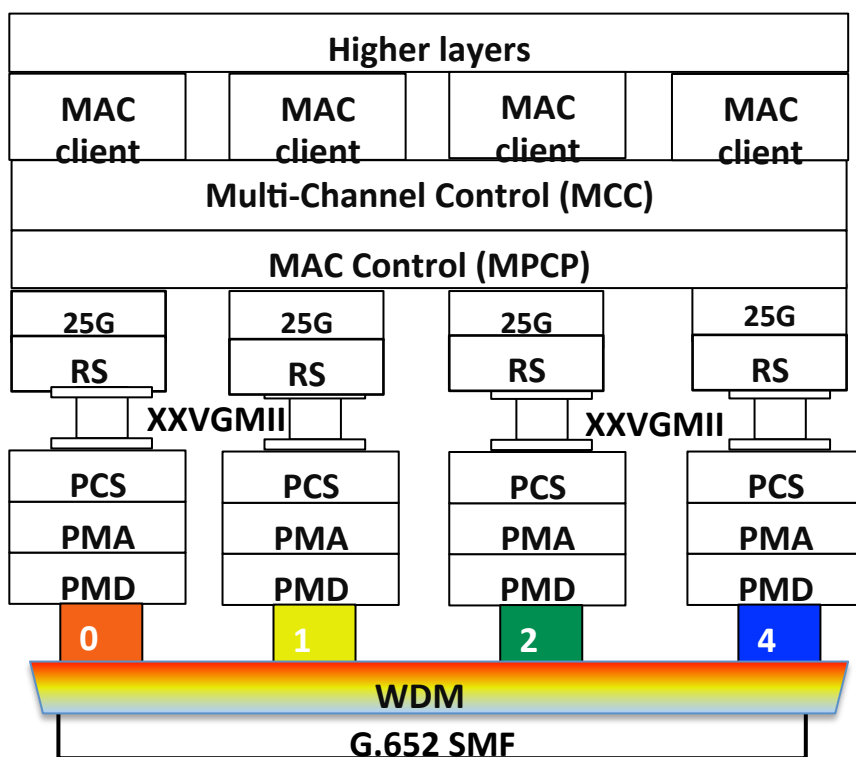 Higher layers
MAC MAC MAC MAC
client client client client
Multi-Channel Control (MCC)
MAC Control (MPCP)
25G 25G 25G 25G
RS RS RS RS
XXVGMII XXVGMII
PCS PCS PCS PCS
PMA PMA PMA PMA
PMD PMD PMD PMD
0 1 2 4
WDM
G.652 SMF